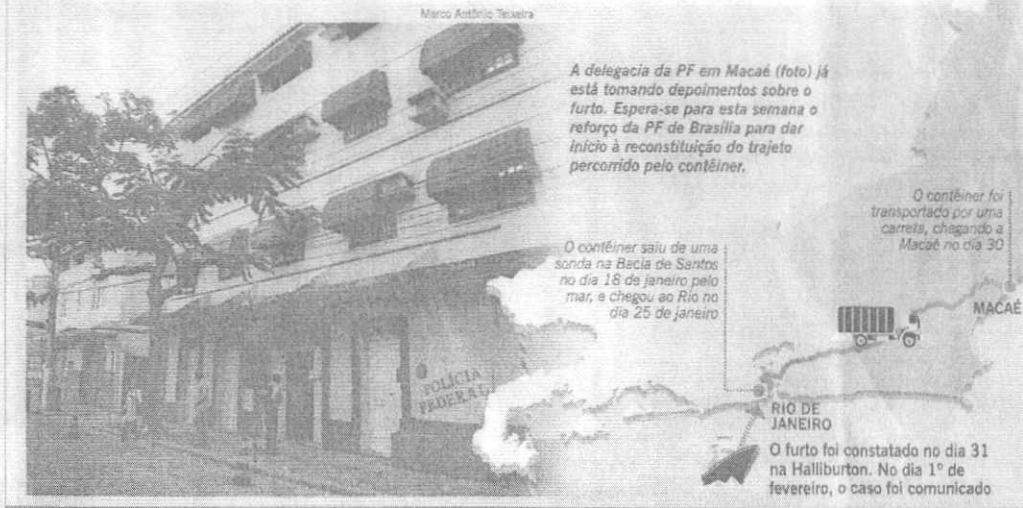 Marco Antônio Teixeira
A delegacia da PF em Macaé (foto) já
está tomando depoimentos sobre o
furto. Espera-se para esta semana o
reforço da PF de Brasília para dar
início à reconstituição do trajeto
percorrido pelo contêiner.
O contêiner foi
transportado por uma
carreta, chegando a
Macaé no dia 30
O contêiner saiu de uma
sonda na Bacia de Santos
no dia 18 de janeiro pelo
mar, e chegou ao Rio no
dia 25 de janeiro
MACAÉ
POLÍCIA
FEDERAL
RIO DE
JANEIRO
O furto foi constatado no dia 31
na Halliburton. No dia 1º de
fevereiro, o caso foi comunicado